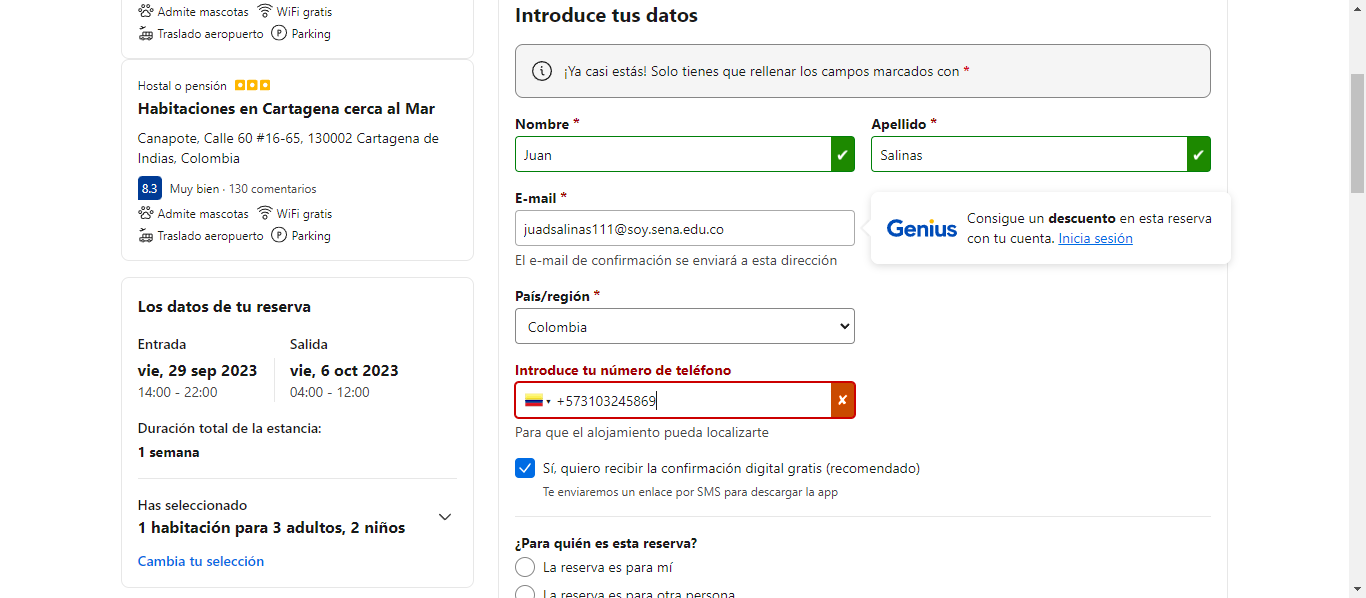 Admite mascotas WiFi gratis
Traslado aeropuerto Parking
Hostal o pensión
Habitaciones en Cartagena cerca al Mar
Canapote, Calle 60 #16-65, 130002 Cartagena de
Indias, Colombia
8.3 Muy bien · 130 comentarios
Admite mascotas WiFi gratis
Traslado aeropuerto Parking
Los datos de tu reserva
Entrada Salida
vie, 29 sep 2023 vie, 6 oct 2023
14:00 - 22:00 04:00 - 12:00
Duración total de la estancia:
1 semana
Has seleccionado
1 habitación para 3 adultos, 2 niños
Cambia tu selección
Introduce tus datos
¡Ya casi estás! Solo tienes que rellenar los campos marcados con *
Nombre * Apellido *
Juan Salinas
E-mail *
juadsalinas111@soy.sena.edu.co
El e-mail de confirmación se enviará a esta dirección
Genius Consigue un descuento en esta reserva
con tu cuenta. Inicia sesión
País/región *
Colombia
Introduce tu número de teléfono
+573103245869
Para que el alojamiento pueda localizarte
Sí, quiero recibir la confirmación digital gratis (recomendado)
Te enviaremos un enlace por SMS para descargar la app
¿Para quién es esta reserva?
La reserva es para mí
La reserva es para otra persona